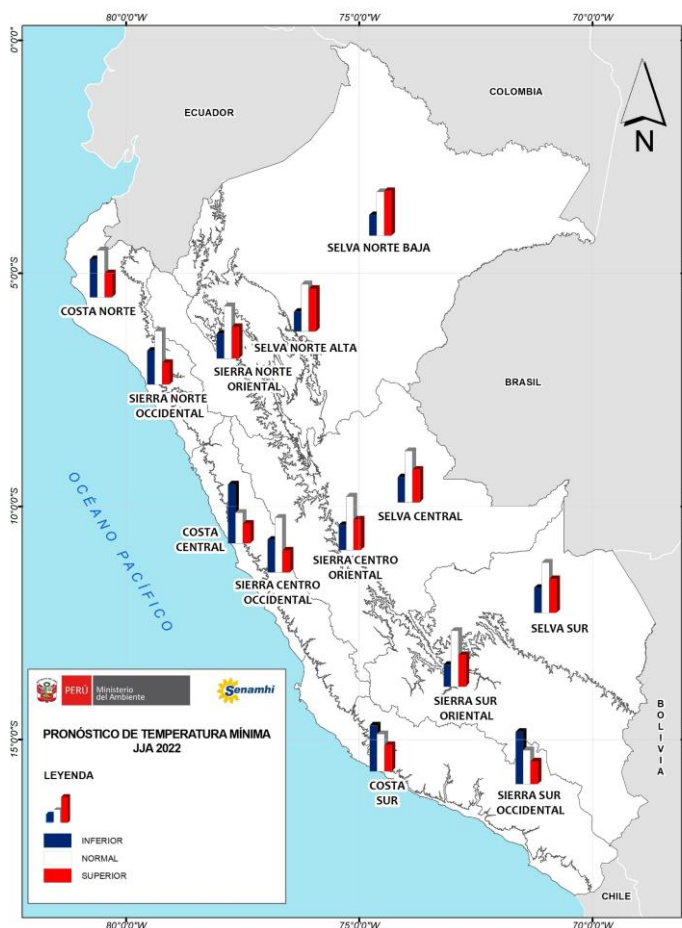 80°0'0"W 75°0'0"W 70°0'0"W
0°0'0"
COLOMBIA
ECUADOR
N
SELVA NORTE BAJA
5°0'0"S
COSTA NORTE
SELVA NORTE ALTA
SIERRA NORTE
ORIENTAL
SIERRA NORTE
OCCIDENTAL
BRASIL
SELVA CENTRAL
10°0'0"S
OCÉANO PACÍFICO
COSTA
CENTRAL
SIERRA CENTRO
ORIENTAL
SIERRA CENTRO
OCCIDENTAL
SELVA SUR
SIERRA SUR
ORIENTAL
BOLIVIA
15°0'0"S
COSTA
SUR
SIERRA SUR
OCCIDENTAL
CHILE
PERÚ
Ministerio
del Ambiente
Senamhi
PRONÓSTICO DE TEMPERATURA MÍNIMA
JJA 2022
LEYENDA
INFERIOR
NORMAL
SUPERIOR
80°0'0"W 75°0'0"W 70°0'0"W